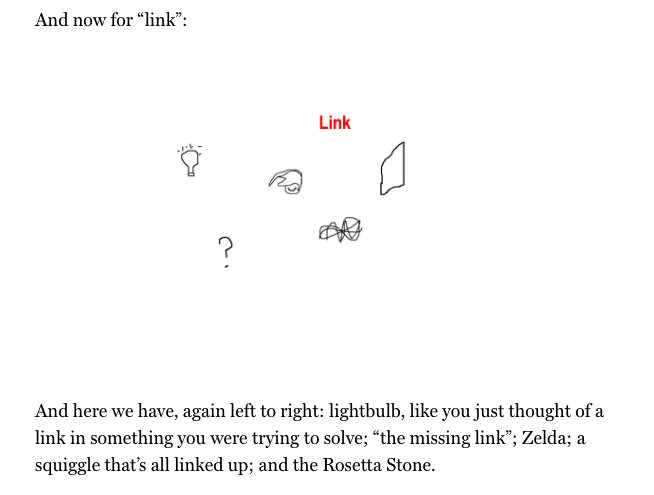 And now for “link”:
Link
?
And here we have, again left to right: lightbulb, like you just thought of a
link in something you were trying to solve; “the missing link”; Zelda; a
squiggle that’s all linked up; and the Rosetta Stone.